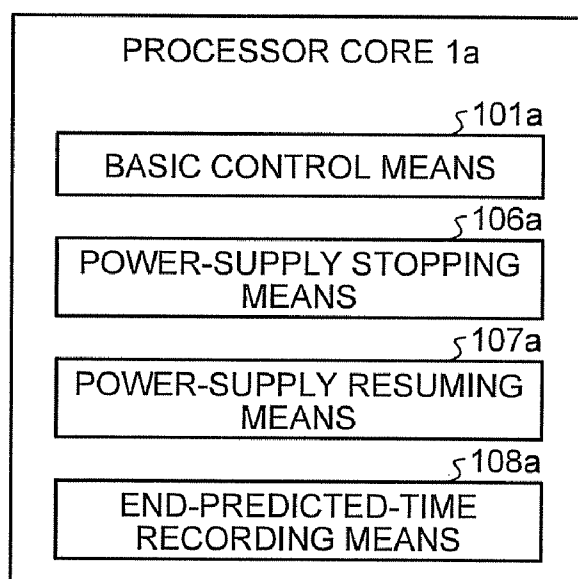 PROCESSOR CORE 1a
101a
BASIC CONTROL MEANS
106a
POWER-SUPPLY STOPPING
MEANS
107a
POWER-SUPPLY RESUMING
MEANS
108a
END-PREDICTED-TIME
RECORDING MEANS